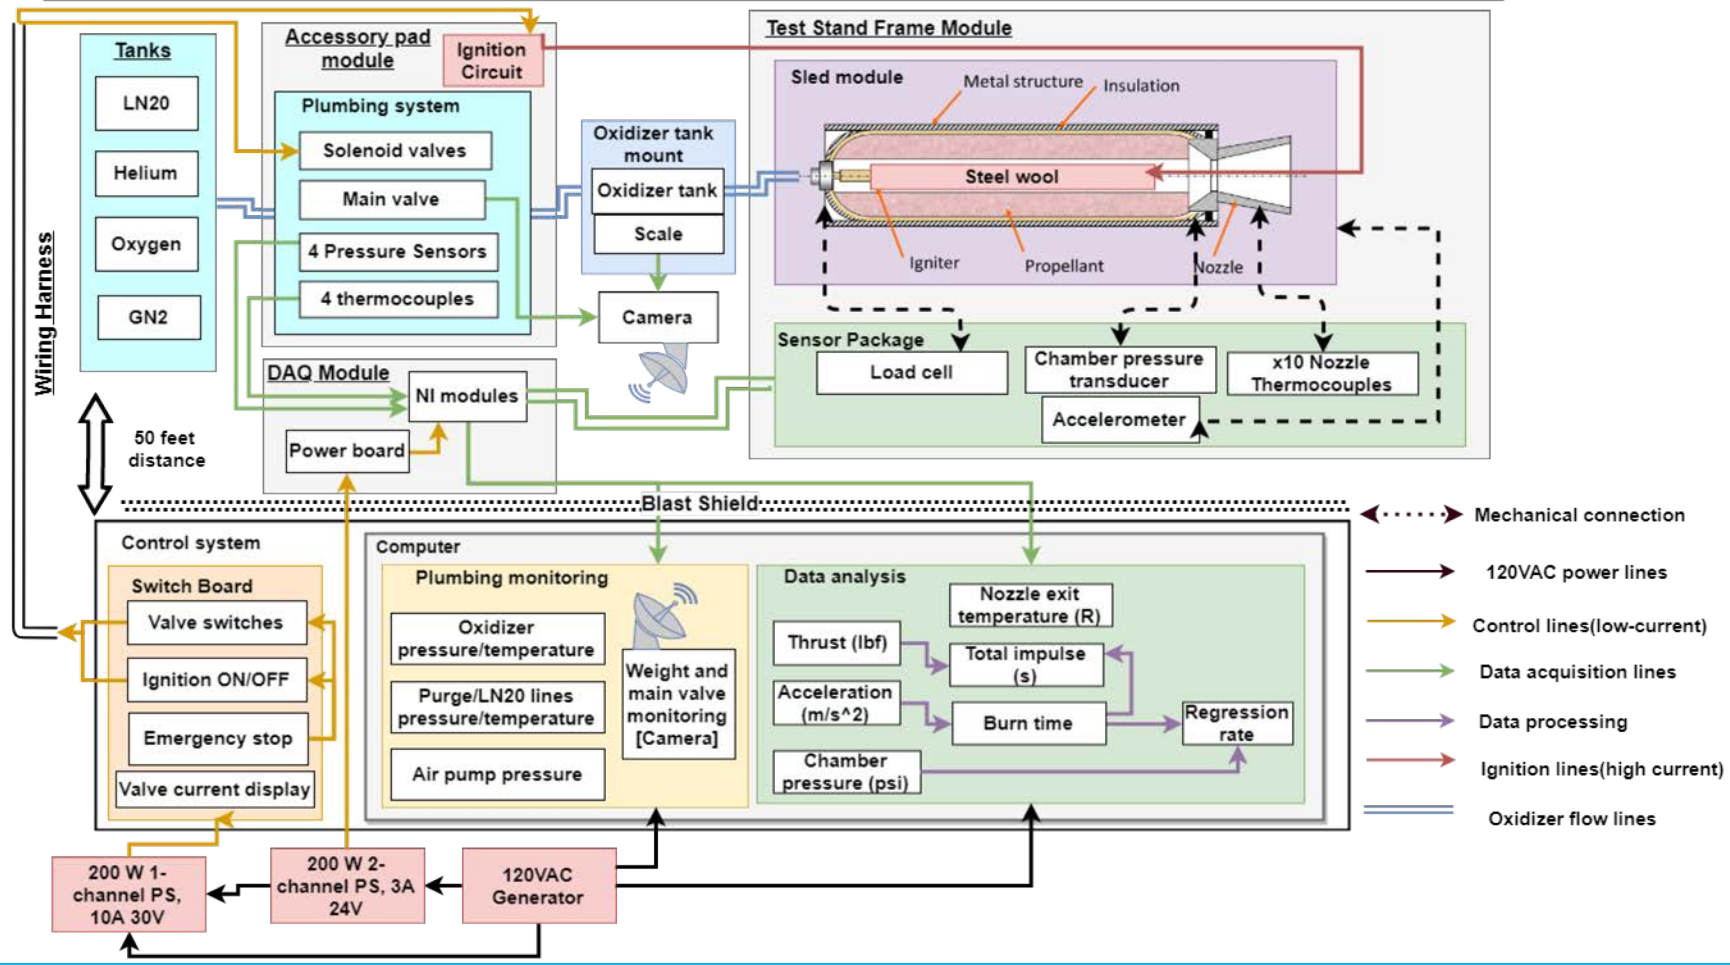 Wiring Harness
Tanks
LN20
Helium
Oxygen
GN2
50 feet
distance
Accessory pad
module
Ignition
Circuit
Plumbing system
Solenoid valves
Main valve
4 Pressure Sensors
4 thermocouples
DAQ Module
NI modules
Power board
Oxidizer tank
mount
Oxidizer tank
Scale
Camera
Test Stand Frame Module
Sled module
Metal structure
Insulation
Steel wool
Igniter
Propellant
Nozzle
Sensor Package
Load cell
Chamber pressure
transducer
x10 Nozzle
Thermocouples
Accelerometer
Blast Shield
Control system
Switch Board
Valve switches
Ignition ON/OFF
Emergency stop
Valve current display
Computer
Plumbing monitoring
Oxidizer
pressure/temperature
Purge/LN20 lines
pressure/temperature
Air pump pressure
Weight and
main valve
monitoring
[Camera]
Data analysis
Nozzle exit
temperature (R)
Thrust (lbf)
Total impulse
(s)
Acceleration
(m/s^2)
Burn time
Regression
rate
Chamber
pressure (psi)
200 W 1-
channel PS,
10A 30V
200 W 2-
channel PS, 3A
24V
120VAC
Generator
Mechanical connection
120VAC power lines
Control lines(low-current)
Data acquisition lines
Data processing
Ignition lines(high current)
Oxidizer flow lines